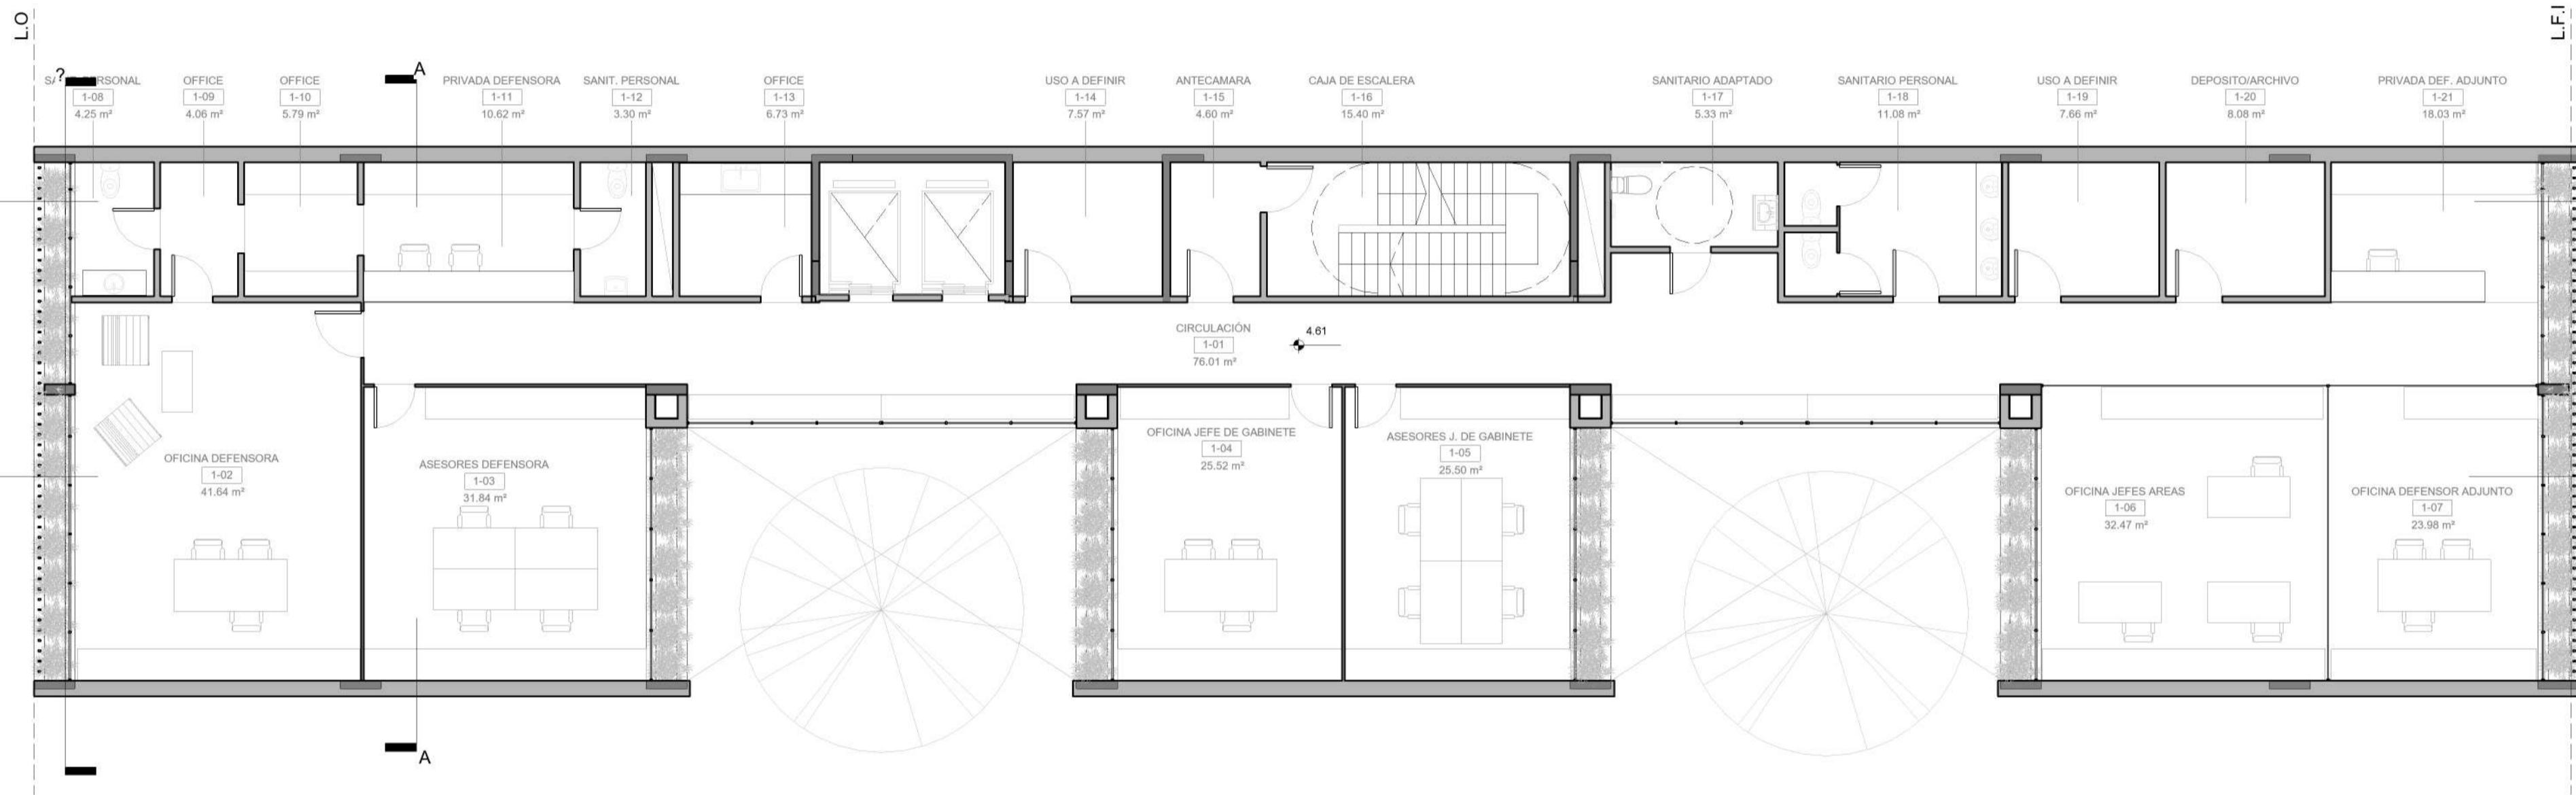 L.O
L.F.I
?
A
PERSONAL
1-08
4.25 m²
OFFICE
1-09
4.06 m²
OFFICE
1-10
5.79 m²
PRIVADA DEFENSORA
1-11
10.62 m²
SANIT. PERSONAL
1-12
3.30 m²
OFFICE
1-13
6.73 m²
USO A DEFINIR
1-14
7.57 m²
ANTECAMARA
1-15
4.60 m²
CAJA DE ESCALERA
1-16
15.40 m²
SANITARIO ADAPTADO
1-17
5.33 m²
SANITARIO PERSONAL
1-18
11.08 m²
USO A DEFINIR
1-19
7.66 m²
DEPOSITO/ARCHIVO
1-20
8.08 m²
PRIVADA DEF. ADJUNTO
1-21
18.03 m²
CIRCULACIÓN
1-01
76.01 m²
4.61
OFICINA DEFENSORA
1-02
41.64 m²
ASESORES DEFENSORA
1-03
31.84 m²
OFICINA JEFE DE GABINETE
1-04
25.52 m²
ASESORES J. DE GABINETE
1-05
25.50 m²
OFICINA JEFES AREAS
1-06
32.47 m²
OFICINA DEFENSOR ADJUNTO
1-07
23.98 m²
A